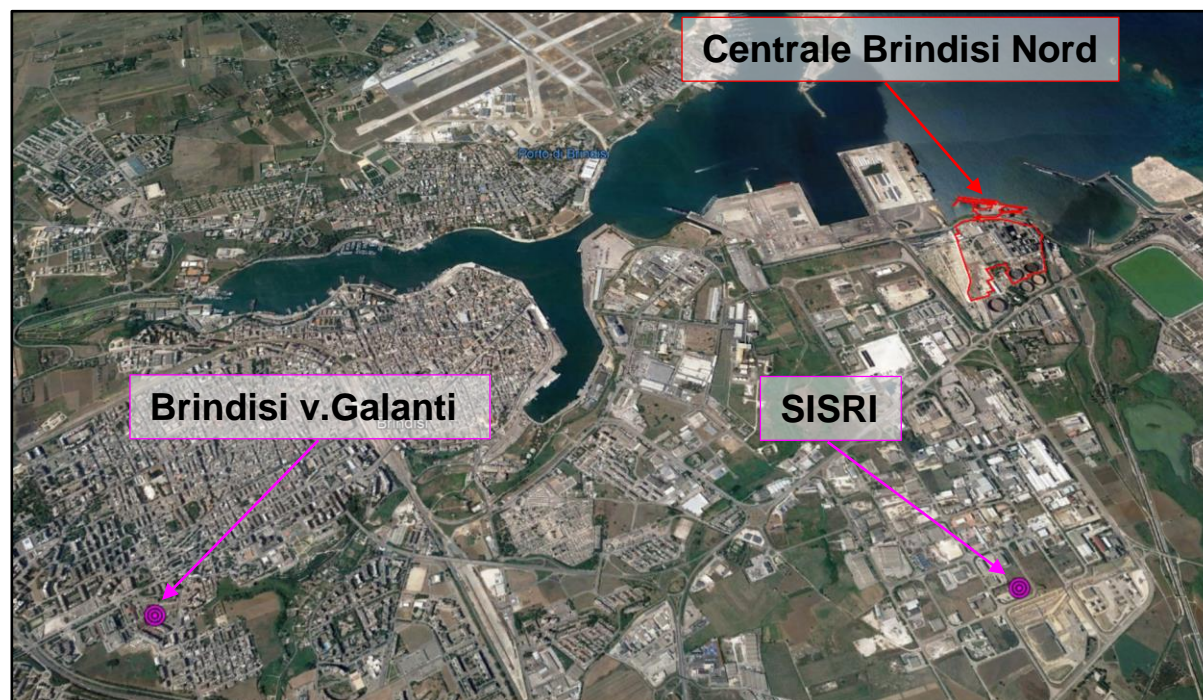 Centrale Brindisi Nord
Porto di Brindisi
Brindisi v.Galanti
SISRI
Brindisi